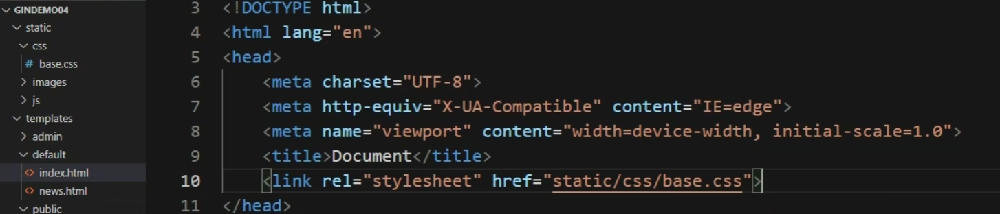 GINDEMO04
static
css
# base.css
images
js
templates
admin
default
<> index.html
<> news.html
public
3 <!DOCTYPE html>
4 <html lang="en">
5 <head>
6 <meta charset="UTF-8">
7 <meta http-equiv="X-UA-Compatible" content="IE=edge">
8 <meta name="viewport" content="width=device-width, initial-scale=1.0">
9 <title>Document</title>
10 <link rel="stylesheet" href="static/css/base.css">
11 </head>